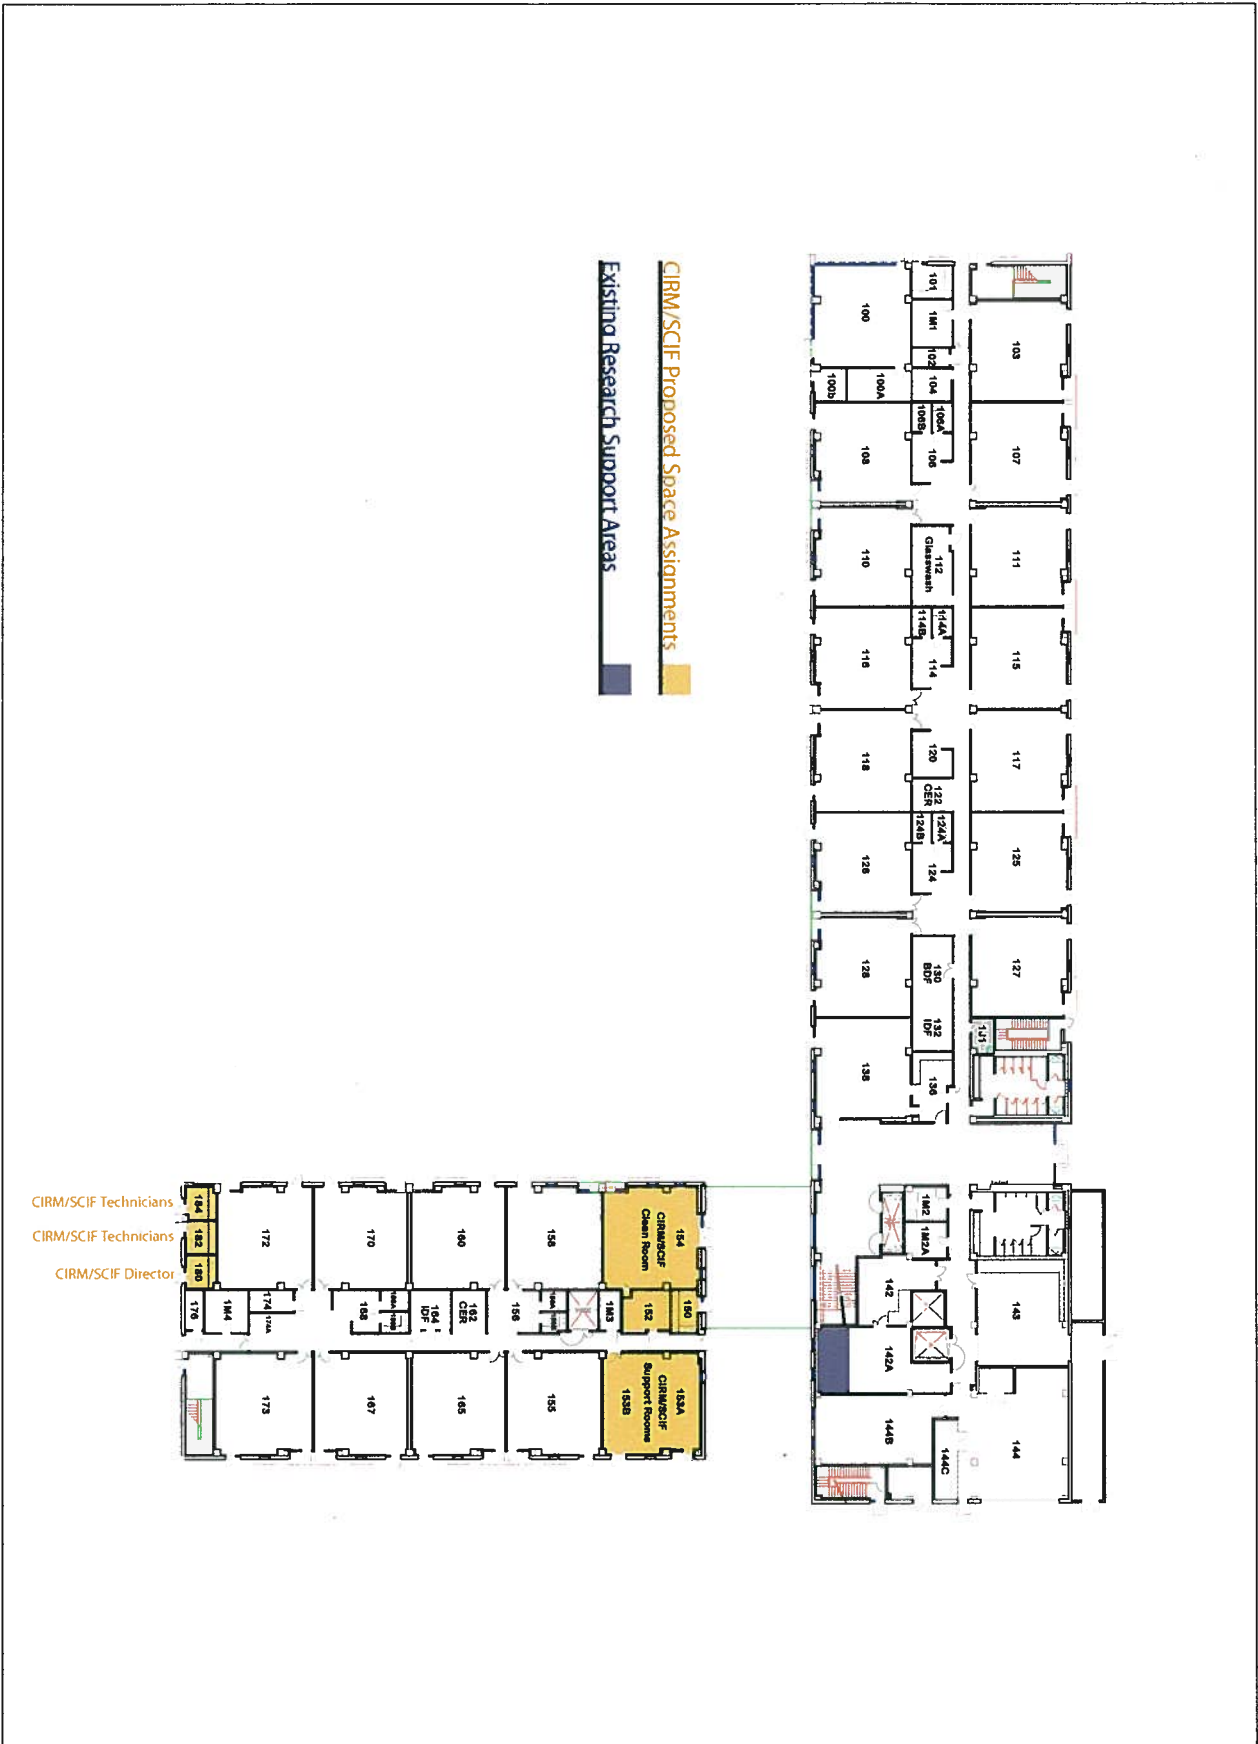 CIRM/SCIF Proposed Space Assignments
Existing Research Support Areas
101
1M1
102
100
103
100b
100A
104
106B
106A
106
108
107
110
112
Glasswash
111
114B
114A
114
116
115
118
120
117
122
CER
124B
124A
124
126
125
128
130
BDF
127
132
IDF
1J1
138
136
1M2
1M2A
142
143
142A
144B
144C
144
CIRM/SCIF Technicians
184
CIRM/SCIF Technicians
182
CIRM/SCIF Director
180
172
170
160
158
154
CIRM/SCIF
Clean Room
176
1M4
174
174A
168
164
IDF
162
CER
156
1M3
152
150
173
167
165
155
153A
CIRM/SCIF
Support Rooms
153B